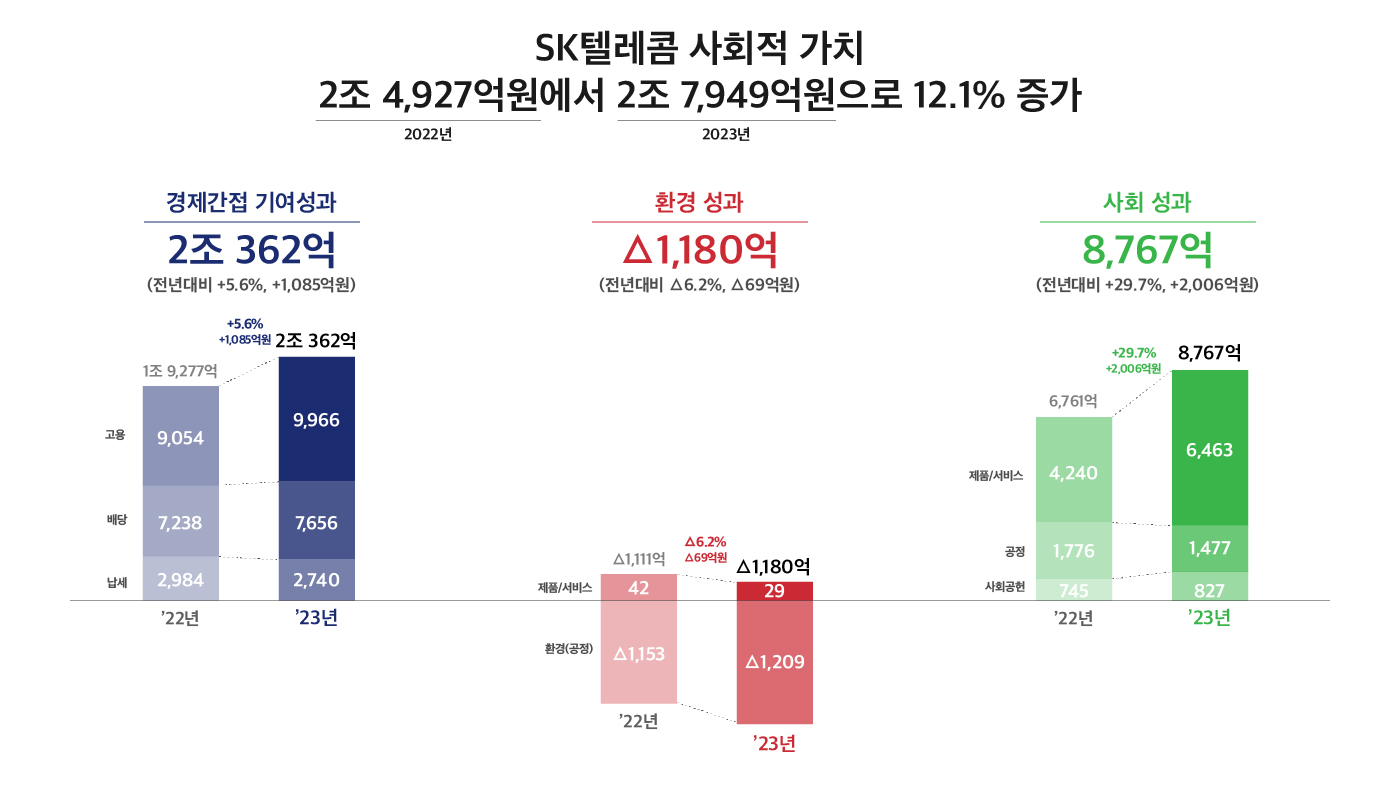 SK텔레콤 사회적 가치
2조 4,927억원에서 2조 7,949억원으로 12.1% 증가
2022년
2023년
경제간접 기여성과
2조 362억
(전년대비 +5.6%, +1,085억원)
+5.6%
+1,085억원
2조 362억
1조 9,277억
고용
9,054
9,966
배당
7,238
7,656
납세
2,984
2,740
’22년
’23년
환경 성과
△1,180억
(전년대비 △6.2%, △69억원)
△6.2%
△69억원
△1,111억
△1,180억
제품/서비스
42
29
환경(공정)
△1,153
△1,209
’22년
’23년
사회 성과
8,767억
(전년대비 +29.7%, +2,006억원)
+29.7%
+2,006억원
8,767억
6,761억
제품/서비스
4,240
6,463
공정
1,776
1,477
사회공헌
745
827
’22년
’23년